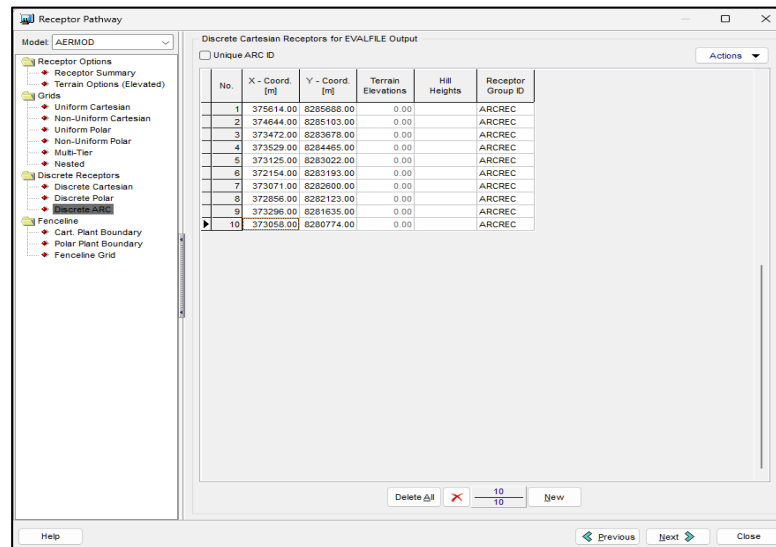 Receptor Pathway
Model: AERMOD
Receptor Options
Receptor Summary
Terrain Options (Elevated)
Grids
Uniform Cartesian
Non-Uniform Cartesian
Uniform Polar
Non-Uniform Polar
Multi-Tier
Nested
Discrete Receptors
Discrete Cartesian
Discrete Polar
Discrete ARC
Fenceline
Cart. Plant Boundary
Polar Plant Boundary
Fenceline Grid
Discrete Cartesian Receptors for EVALFILE Output
Unique ARC ID
Actions
No. X - Coord. [m] Y - Coord. [m] Terrain Elevations Hill Heights Receptor Group ID
1 375614.00 8285688.00 0.00 ARCREC
2 374644.00 8285103.00 0.00 ARCREC
3 373472.00 8283678.00 0.00 ARCREC
4 373529.00 8284465.00 0.00 ARCREC
5 373125.00 8283022.00 0.00 ARCREC
6 372154.00 8283193.00 0.00 ARCREC
7 373071.00 8282600.00 0.00 ARCREC
8 372856.00 8282123.00 0.00 ARCREC
9 373296.00 8281635.00 0.00 ARCREC
10 373058.00 8280774.00 0.00 ARCREC
Delete All 10 New
10
Help Previous Next Close